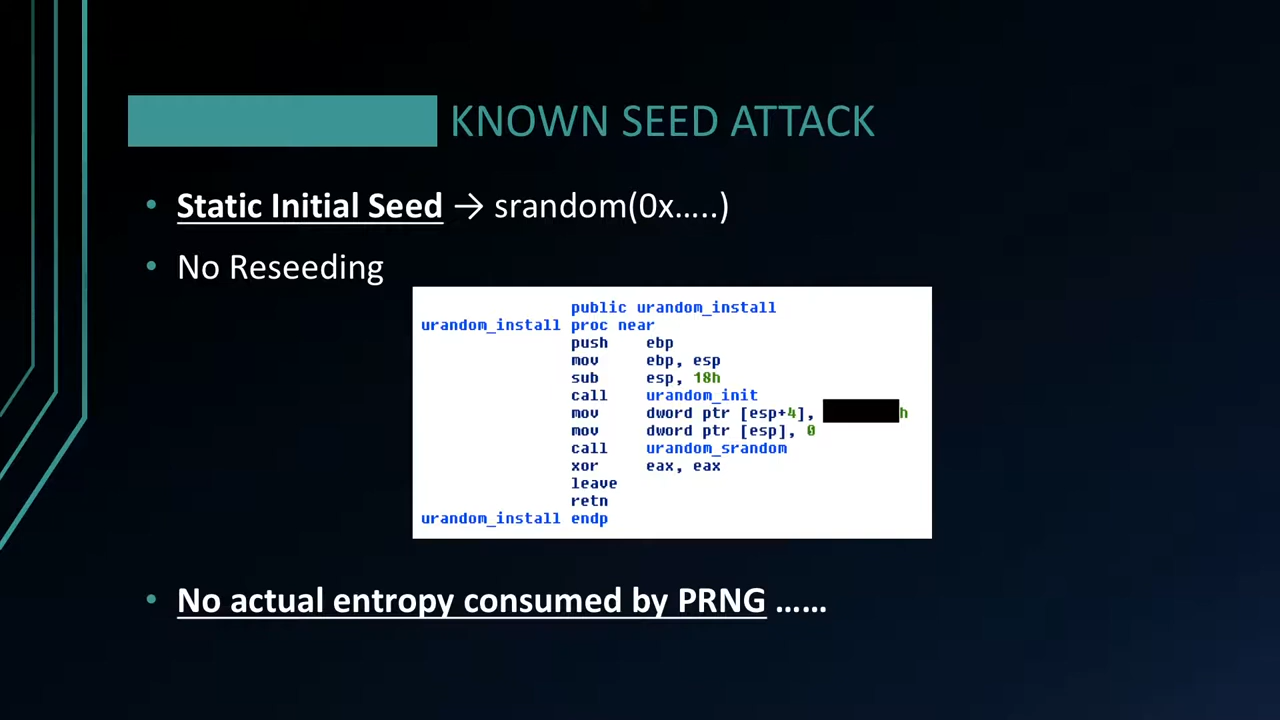 KNOWN SEED ATTACK
• Static Initial Seed → srandom(0x.....)
• No Reseeding
public urandom_install
urandom_install proc near
push ebp
mov ebp, esp
sub esp, 18h
call urandom_init
mov dword ptr [esp+4], h
mov dword ptr [esp], 0
call urandom_srandom
xor eax, eax
leave
retn
urandom_install endp
• No actual entropy consumed by PRNG ......